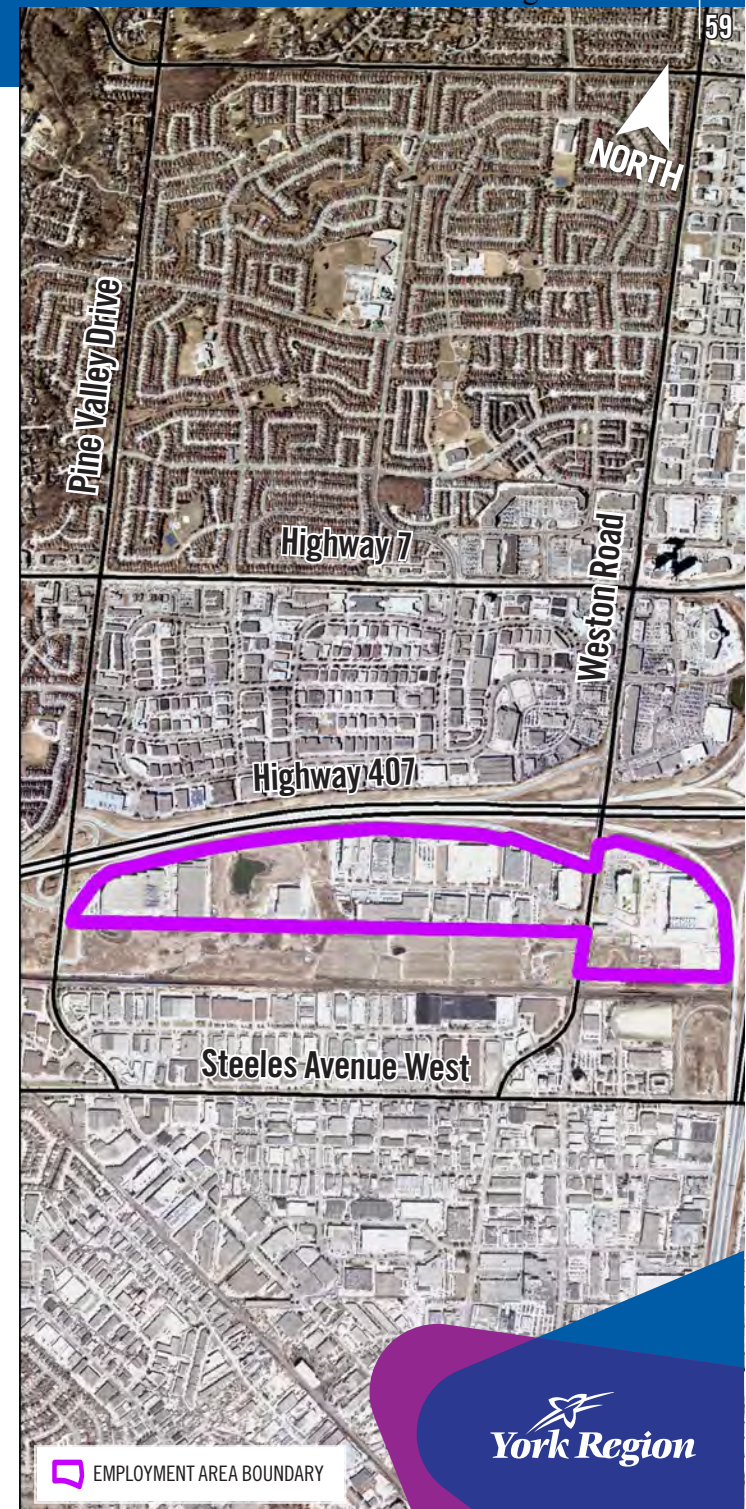 59
NORTH
Pine Valley Drive
Highway 7
Weston Road
Highway 407
Steeles Avenue West
York Region
EMPLOYMENT AREA BOUNDARY